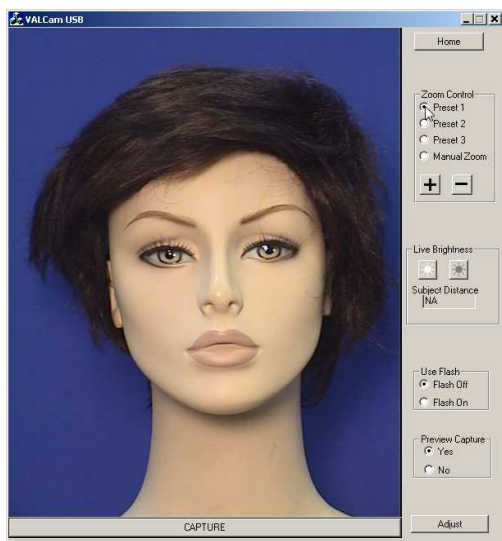 VALCam USB
Home
Zoom Control
Preset 1
Preset 2
Preset 3
Manual Zoom
Live Brightness
Subject Distance
NA
Use Flash
Flash Off
Flash On
Preview Capture
Yes
No
CAPTURE
Adjust